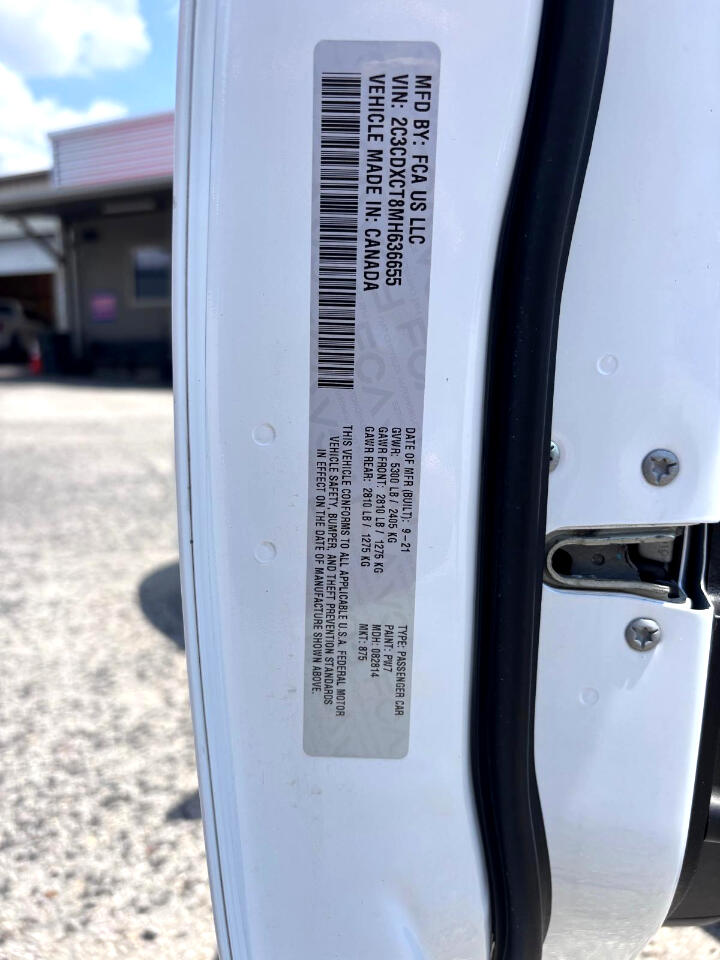 MFD BY: FCA US LLC
VIN: 2C3CDXCT8MH636655
VEHICLE MADE IN: CANADA
DATE OF MFR (BUILT): 9-21
GVWR: 5300 LB / 2405 KG
GAWR FRONT: 2810 LB / 1275 KG
GAWR REAR: 2810 LB / 1275 KG
TYPE: PASSENGER CAR
PAINT: PW7
MDH: 082814
MKT: 875
THIS VEHICLE CONFORMS TO ALL APPLICABLE U.S.A. FEDERAL MOTOR
VEHICLE SAFETY, BUMPER, AND THEFT PREVENTION STANDARDS
IN EFFECT ON THE DATE OF MANUFACTURE SHOWN ABOVE.
FCA